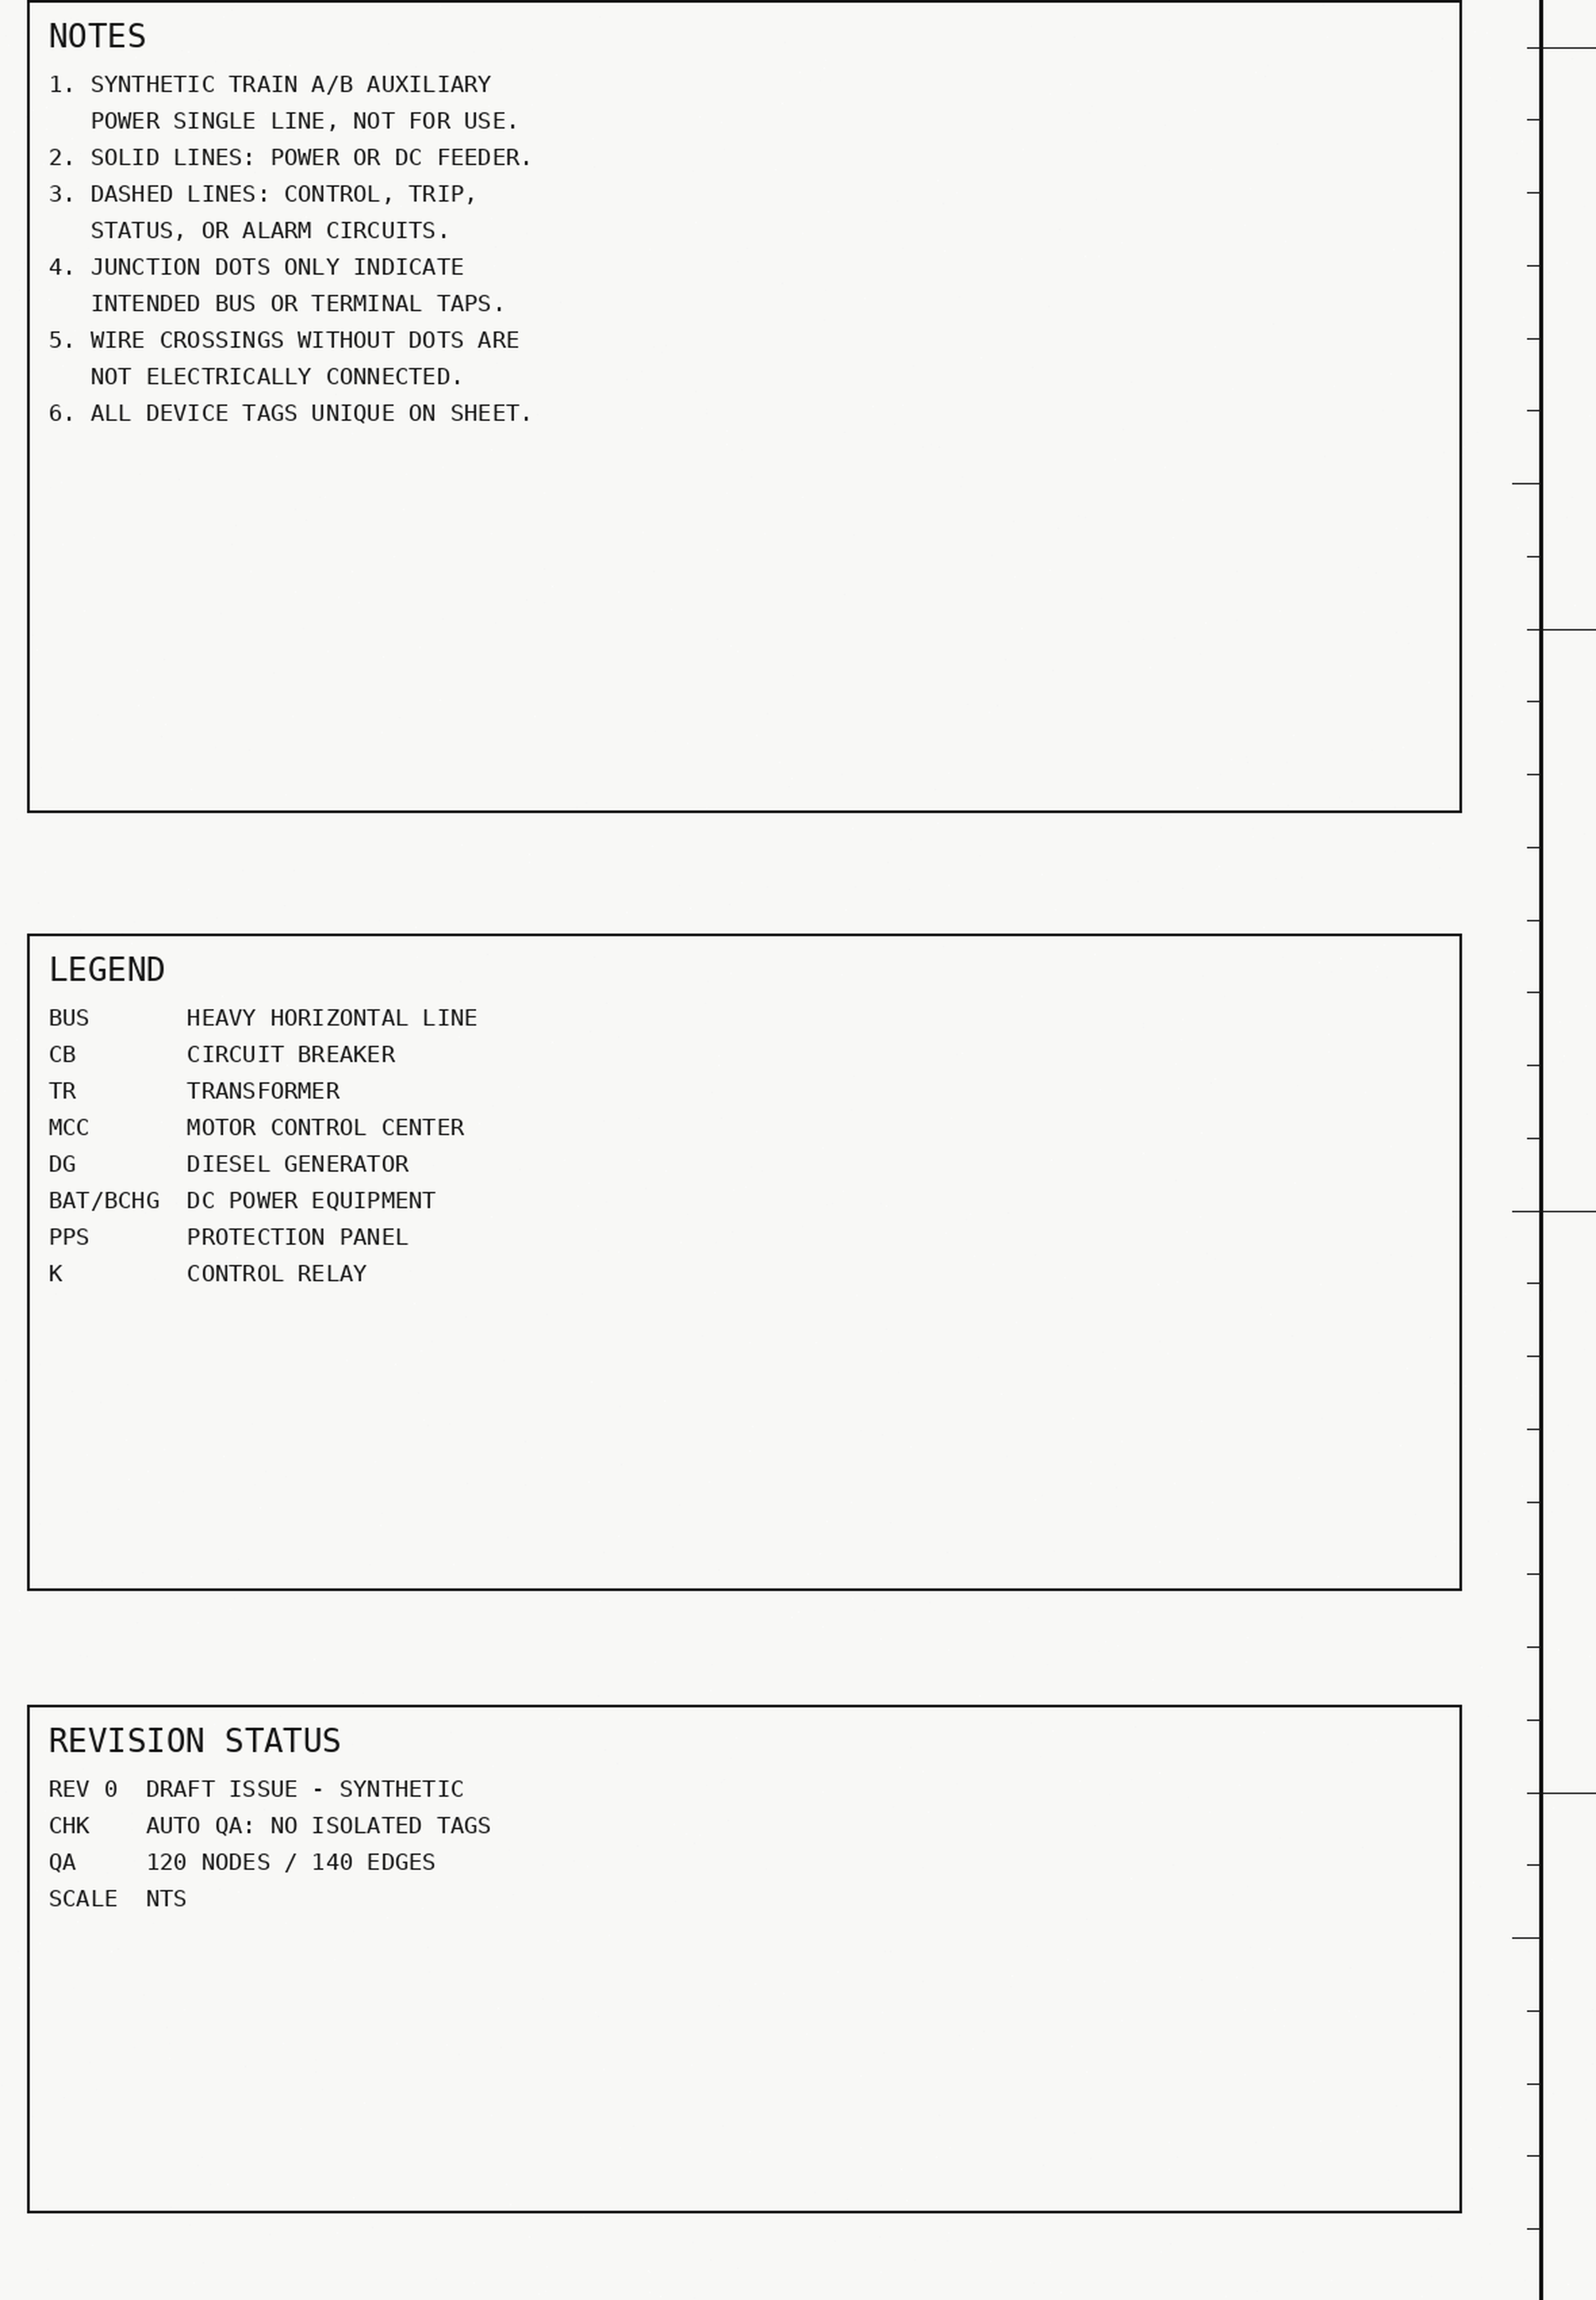 NOTES
1. SYNTHETIC TRAIN A/B AUXILIARY
POWER SINGLE LINE, NOT FOR USE.
2. SOLID LINES: POWER OR DC FEEDER.
3. DASHED LINES: CONTROL, TRIP,
STATUS, OR ALARM CIRCUITS.
4. JUNCTION DOTS ONLY INDICATE
INTENDED BUS OR TERMINAL TAPS.
5. WIRE CROSSINGS WITHOUT DOTS ARE
NOT ELECTRICALLY CONNECTED.
6. ALL DEVICE TAGS UNIQUE ON SHEET.
LEGEND
BUS HEAVY HORIZONTAL LINE
CB CIRCUIT BREAKER
TR TRANSFORMER
MCC MOTOR CONTROL CENTER
DG DIESEL GENERATOR
BAT/BCHG DC POWER EQUIPMENT
PPS PROTECTION PANEL
K CONTROL RELAY
REVISION STATUS
REV 0 DRAFT ISSUE - SYNTHETIC
CHK AUTO QA: NO ISOLATED TAGS
QA 120 NODES / 140 EDGES
SCALE NTS